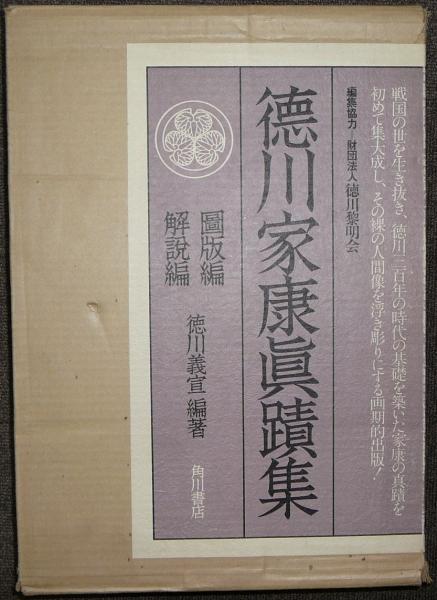 戦国の世を生き抜き、徳川三百年の時代の基礎を築いた家康の真蹟を
初めて集大成し、その裸の人間像を浮き彫りにする画期的出版!
編集協力―財団法人徳川黎明会
德川家康眞蹟集
圖版編
解說編
徳川義宣 編著
角川書店